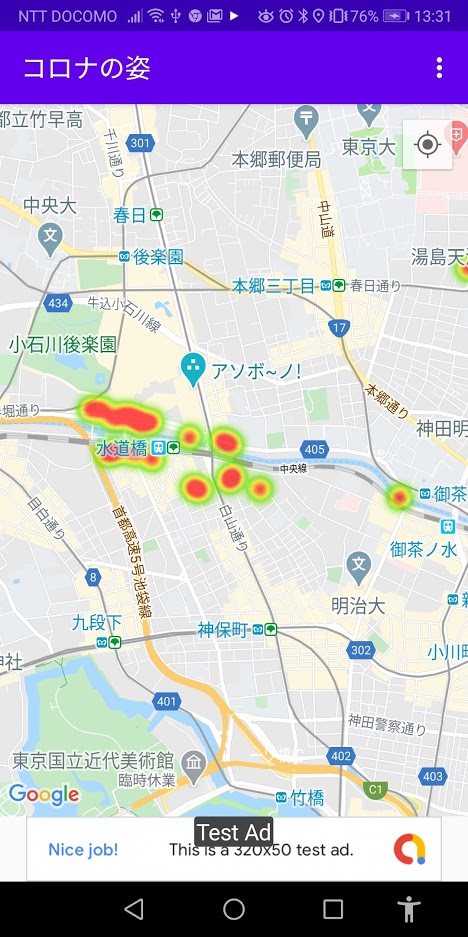 NTT DOCOMO 76% 13:31
コロナの姿
都立竹早高
千川通り
301
本郷郵便局
東京大
中央大
春日
中山道
湯島天
後楽園
本郷三丁目
春日通り
434
牛込小石川線
17
小石川後楽園
アソボ~ノ!
本郷通り
神田明
水道橋
405
中央線
御茶
目白通り
首都高速5号池袋線
白山通り
御茶ノ水
8
明治大
九段下
神保町
302
小川町
神社
401
神田警察通り
東京国立近代美術館
臨時休業
402
403
C1
Google
竹橋
Test Ad
Nice job!
This is a 320x50 test ad.